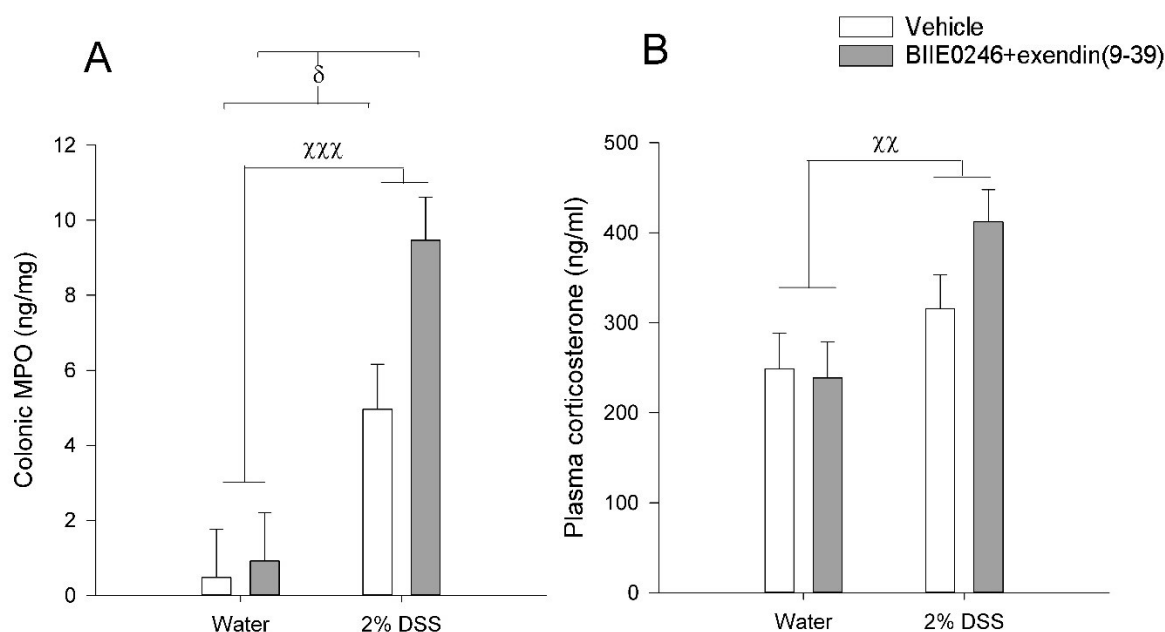 A
δ
χχχ
Colonic MPO (ng/mg)
12
10
8
6
4
2
0
Water
2% DSS
B
Vehicle
BIIE0246+exendin(9-39)
χχ
Plasma corticosterone (ng/ml)
500
400
300
200
100
0
Water
2% DSS